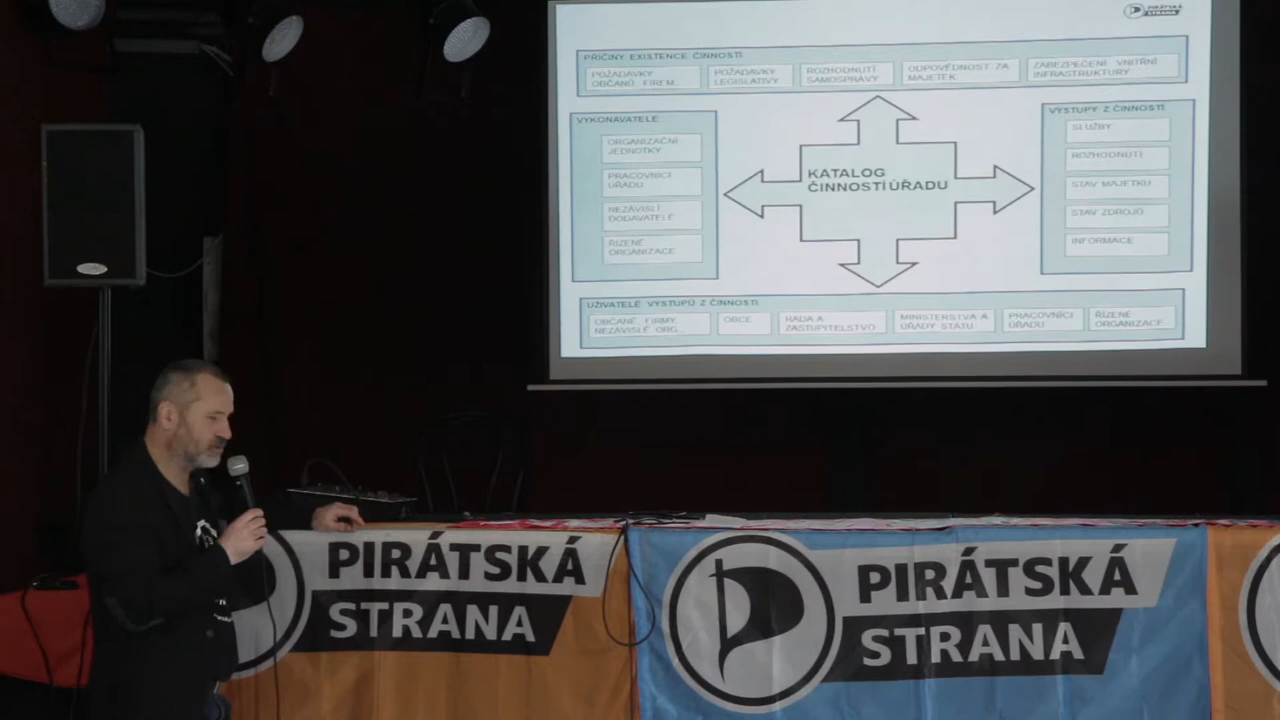 PIRÁTSKÁ
STRANA
PŘÍČINY EXISTENCE ČINNOSTI
POŽADAVKY
OBČANŮ, FIREM...
POŽADAVKY
LEGISLATIVY
ROZHODNUTÍ
SAMOSPRÁVY
ODPOVĚDNOST ZA
MAJETEK
ZABEZPEČENÍ VNITŘNÍ
INFRASTRUKTURY
VYKONAVATELÉ
ORGANIZAČNÍ
JEDNOTKY
PRACOVNÍCI
ÚŘADU
NEZÁVISLÍ
DODAVATELÉ
ŘÍZENÉ
ORGANIZACE
KATALOG
ČINNOSTÍ ÚŘADU
VÝSTUPY Z ČINNOSTI
SLUŽBY
ROZHODNUTÍ
STAV MAJETKU
STAV ZDROJŮ
INFORMACE
UŽIVATELÉ VÝSTUPŮ Z ČINNOSTI
OBČANÉ, FIRMY,
NEZÁVISLÉ ORG...
OBCE
RADA A
ZASTUPITELSTVO
MINISTERSTVA A
ÚŘADY STÁTU
PRACOVNÍCI
ÚŘADU
ŘÍZENÉ
ORGANIZACE
PIRÁTSKÁ
STRANA
PIRÁTSKÁ
STRANA